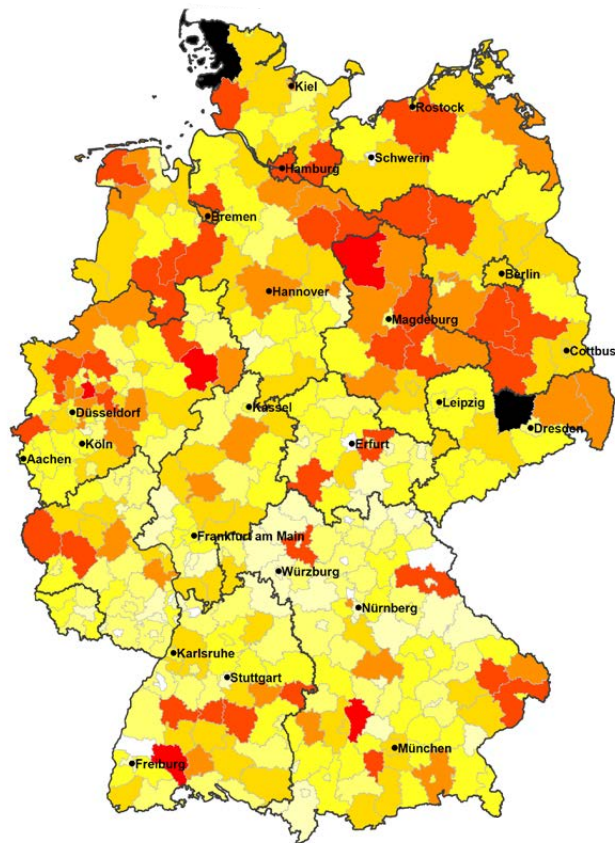 Kiel
Rostock
Schwerin
Hamburg
Bremen
Berlin
Hannover
Magdeburg
Cottbus
Kassel
Leipzig
Düsseldorf
Dresden
Köln
Erfurt
Aachen
Frankfurt am Main
Würzburg
Nürnberg
Karlsruhe
Stuttgart
München
Freiburg